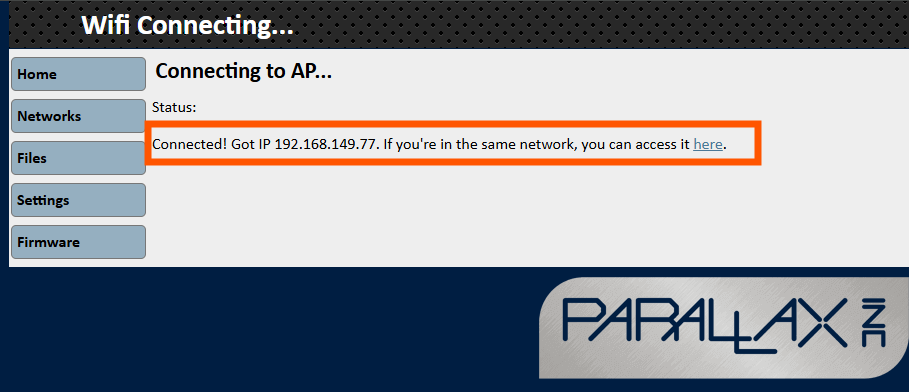 Wifi Connecting...
Home
Networks
Files
Settings
Firmware
Connecting to AP...
Status:
Connected! Got IP 192.168.149.77. If you're in the same network, you can access it here.
PARALLAX INC